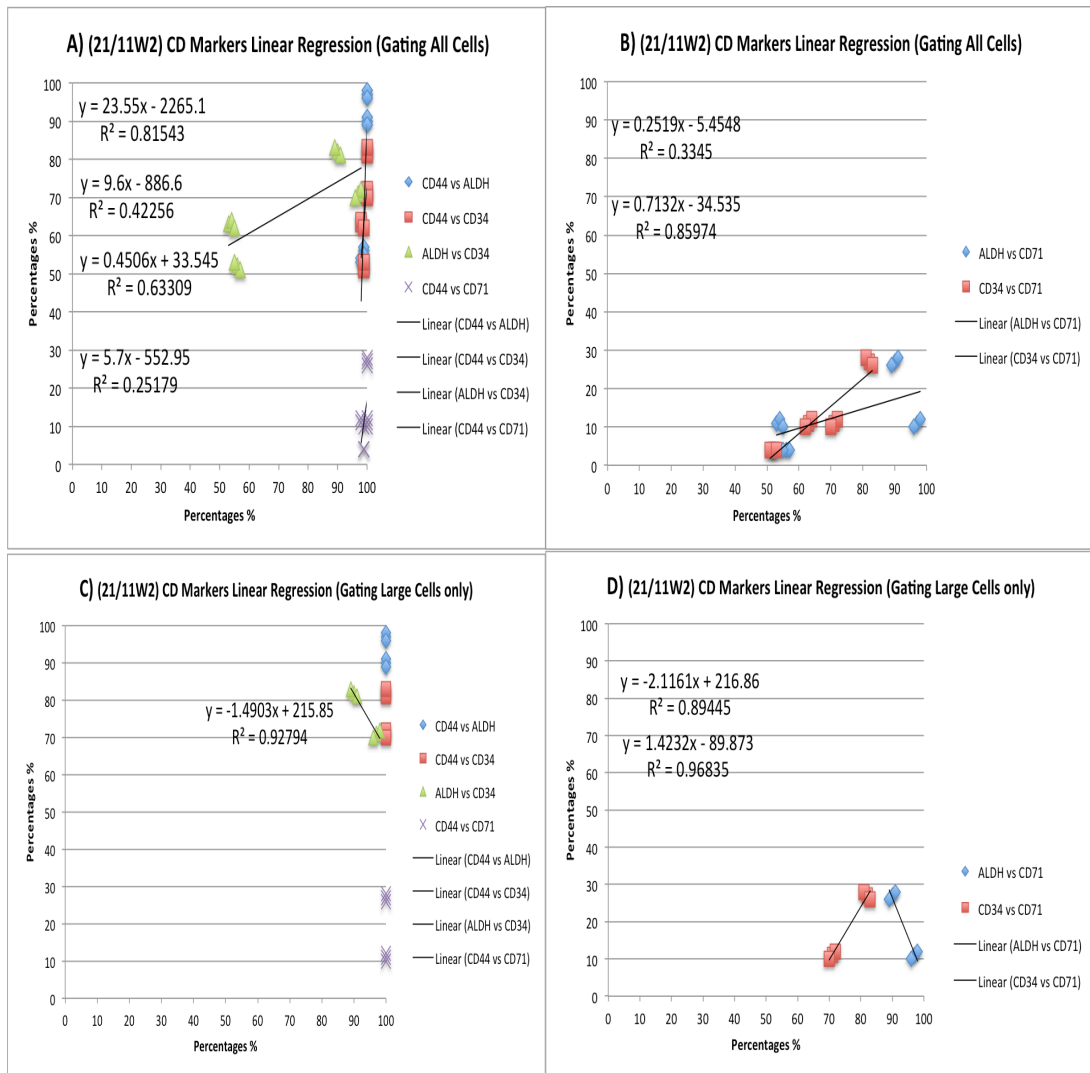 A) (21/11W2) CD Markers Linear Regression (Gating All Cells)
Percentages %
100
90
80
70
60
50
40
30
20
10
0
y = 23.55x - 2265.1
R² = 0.81543
y = 9.6x - 886.6
R² = 0.42256
y = 0.4506x + 33.545
R² = 0.63309
y = 5.7x - 552.95
R² = 0.25179
0 10 20 30 40 50 60 70 80 90 100
Percentages %
CD44 vs ALDH
CD44 vs CD34
ALDH vs CD34
CD44 vs CD71
Linear (CD44 vs ALDH)
Linear (CD44 vs CD34)
Linear (ALDH vs CD34)
Linear (CD44 vs CD71)
B) (21/11W2) CD Markers Linear Regression (Gating All Cells)
Percentages %
100
90
80
70
60
50
40
30
20
10
0
y = 0.2519x - 5.4548
R² = 0.3345
y = 0.7132x - 34.535
R² = 0.85974
0 10 20 30 40 50 60 70 80 90 100
Percentages %
ALDH vs CD71
CD34 vs CD71
Linear (ALDH vs CD71)
Linear (CD34 vs CD71)
C) (21/11W2) CD Markers Linear Regression (Gating Large Cells only)
Percentages %
100
90
80
70
60
50
40
30
20
10
0
y = -1.4903x + 215.85
R² = 0.92794
0 10 20 30 40 50 60 70 80 90 100
Percentages %
CD44 vs ALDH
CD44 vs CD34
ALDH vs CD34
CD44 vs CD71
Linear (CD44 vs ALDH)
Linear (CD44 vs CD34)
Linear (ALDH vs CD34)
Linear (CD44 vs CD71)
D) (21/11W2) CD Markers Linear Regression (Gating Large Cells only)
Percentages %
100
90
80
70
60
50
40
30
20
10
0
y = -2.1161x + 216.86
R² = 0.89445
y = 1.4232x - 89.873
R² = 0.96835
0 10 20 30 40 50 60 70 80 90 100
Percentages %
ALDH vs CD71
CD34 vs CD71
Linear (ALDH vs CD71)
Linear (CD34 vs CD71)